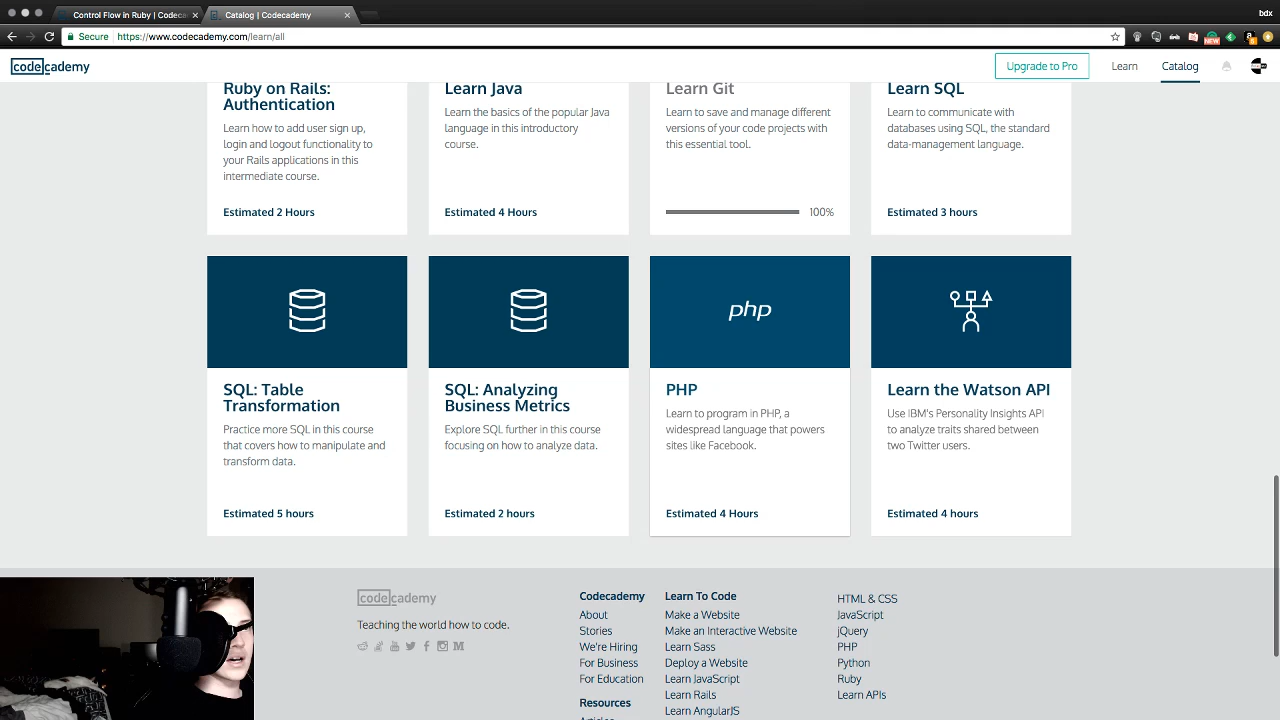 Control Flow in Ruby | Codeca
Catalog | Codecademy
bdx
Secure
https://www.codecademy.com/learn/all
NEW
codecademy
Upgrade to Pro
Learn
Catalog
Ruby on Rails:
Authentication
Learn how to add user sign up,
login and logout functionality to
your Rails applications in this
intermediate course.
Estimated 2 Hours
Learn Java
Learn the basics of the popular Java
language in this introductory
course.
Estimated 4 Hours
Learn Git
Learn to save and manage different
versions of your code projects with
this essential tool.
100%
Learn SQL
Learn to communicate with
databases using SQL, the standard
data-management language.
Estimated 3 hours
SQL: Table
Transformation
Practice more SQL in this course
that covers how to manipulate and
transform data.
Estimated 5 hours
SQL: Analyzing
Business Metrics
Explore SQL further in this course
focusing on how to analyze data.
Estimated 2 hours
php
PHP
Learn to program in PHP, a
widespread language that powers
sites like Facebook.
Estimated 4 Hours
Learn the Watson API
Use IBM's Personality Insights API
to analyze traits shared between
two Twitter users.
Estimated 4 hours
codecademy
Teaching the world how to code.
Codecademy
About
Stories
We're Hiring
For Business
For Education
Resources
Articles
Learn To Code
Make a Website
Make an Interactive Website
Learn Sass
Deploy a Website
Learn JavaScript
Learn Rails
Learn AngularJS
HTML & CSS
JavaScript
jQuery
PHP
Python
Ruby
Learn APIs